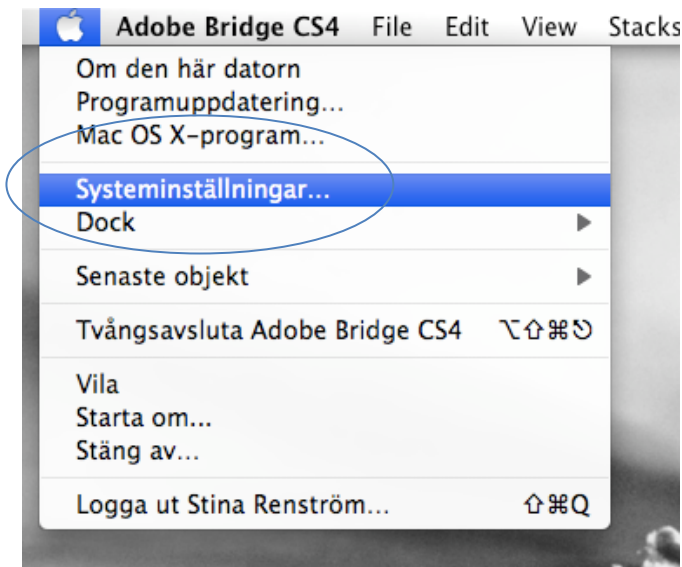 Adobe Bridge CS4 File Edit View Stacks
Om den här datorn
Programuppdatering...
Mac OS X-program...
Systeminställningar...
Dock ▶
Senaste objekt ▶
Tvångsavsluta Adobe Bridge CS4 ⌥⇧⌘⎋
Vila
Starta om...
Stäng av...
Logga ut Stina Renström... ⇧⌘Q